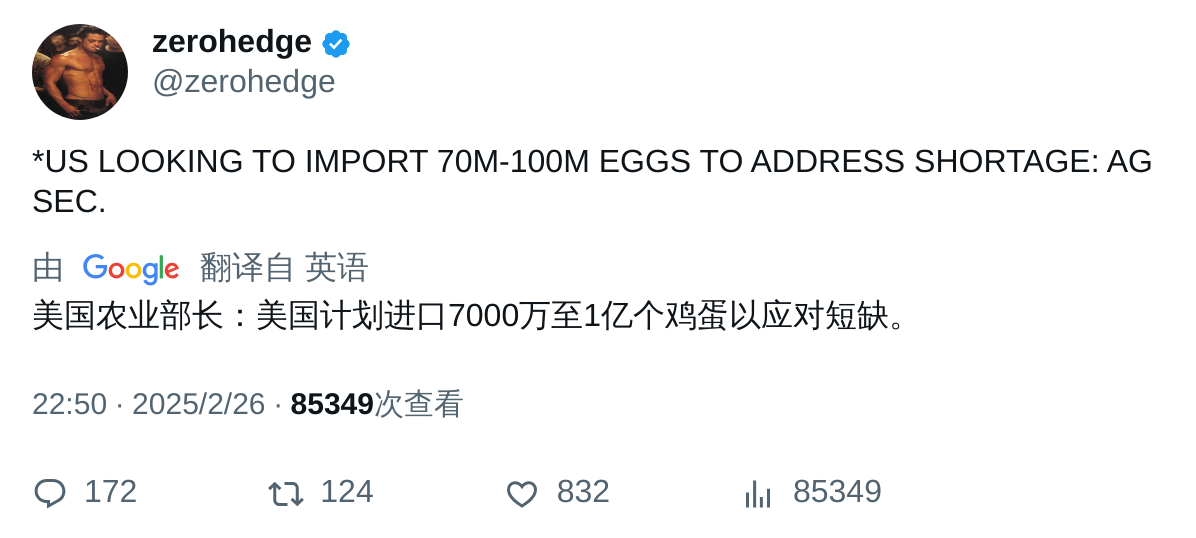 zerohedge
@zerohedge
*US LOOKING TO IMPORT 70M-100M EGGS TO ADDRESS SHORTAGE: AG
SEC.
由 Google 翻译自 英语
美国农业部长：美国计划进口7000万至1亿个鸡蛋以应对短缺。
22:50 · 2025/2/26 · 85349次查看
172 124 832 85349